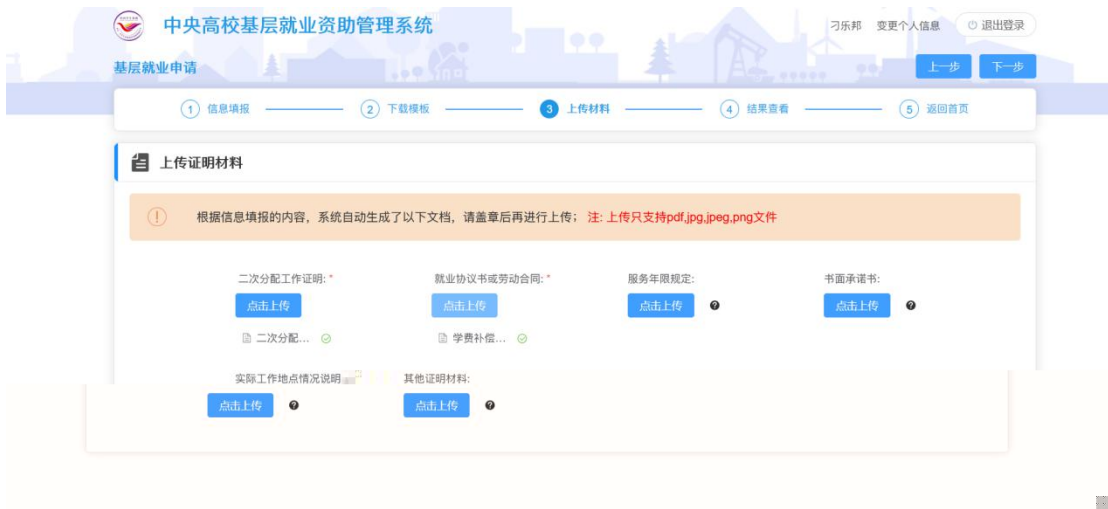 中央高校基层就业资助管理系统
刁乐邦 变更个人信息 退出登录
基层就业申请
上一步 下一步
1 信息填报 2 下载模板 3 上传材料 4 结果查看 5 返回首页
上传证明材料
根据信息填报的内容，系统自动生成了以下文档，请盖章后再进行上传； 注: 上传只支持pdf,jpg,jpeg,png文件
二次分配工作证明: * 就业协议书或劳动合同: * 服务年限规定: 书面承诺书:
点击上传 点击上传 点击上传 点击上传
二次分配... 学费补偿...
实际工作地点情况说明 其他证明材料:
点击上传 点击上传